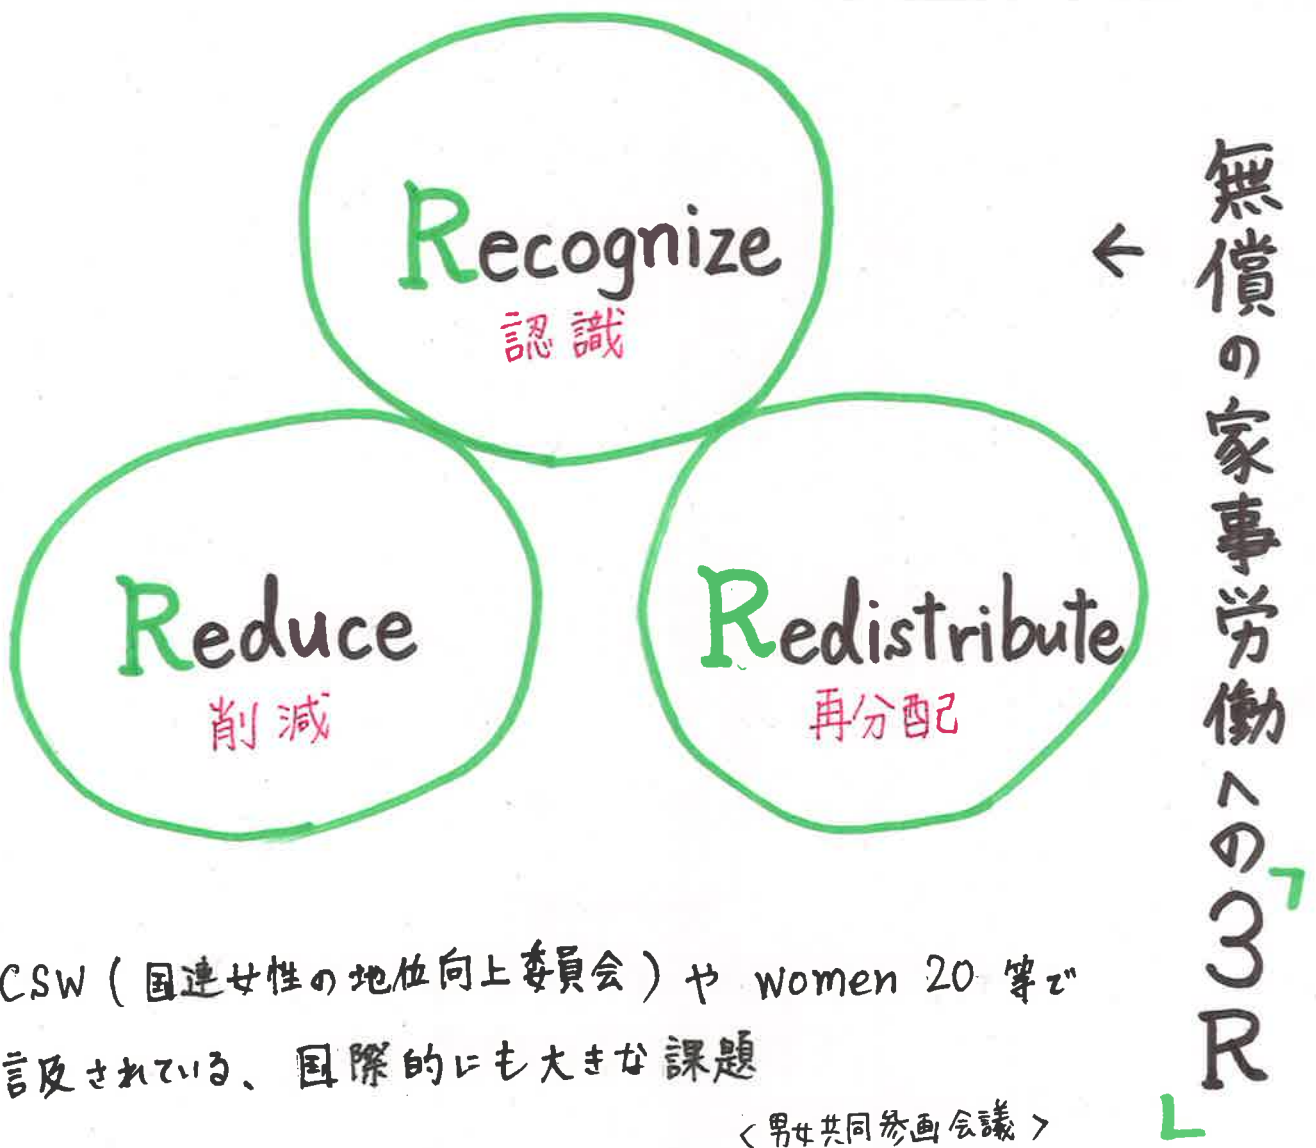 無償の家事労働への「3R」
←
Recognize
認識
Reduce
削減
Redistribute
再分配
CSW(国連女性の地位向上委員会)や women 20 等で
言及されている、国際的にも大きな課題
<男女共同参画会議>